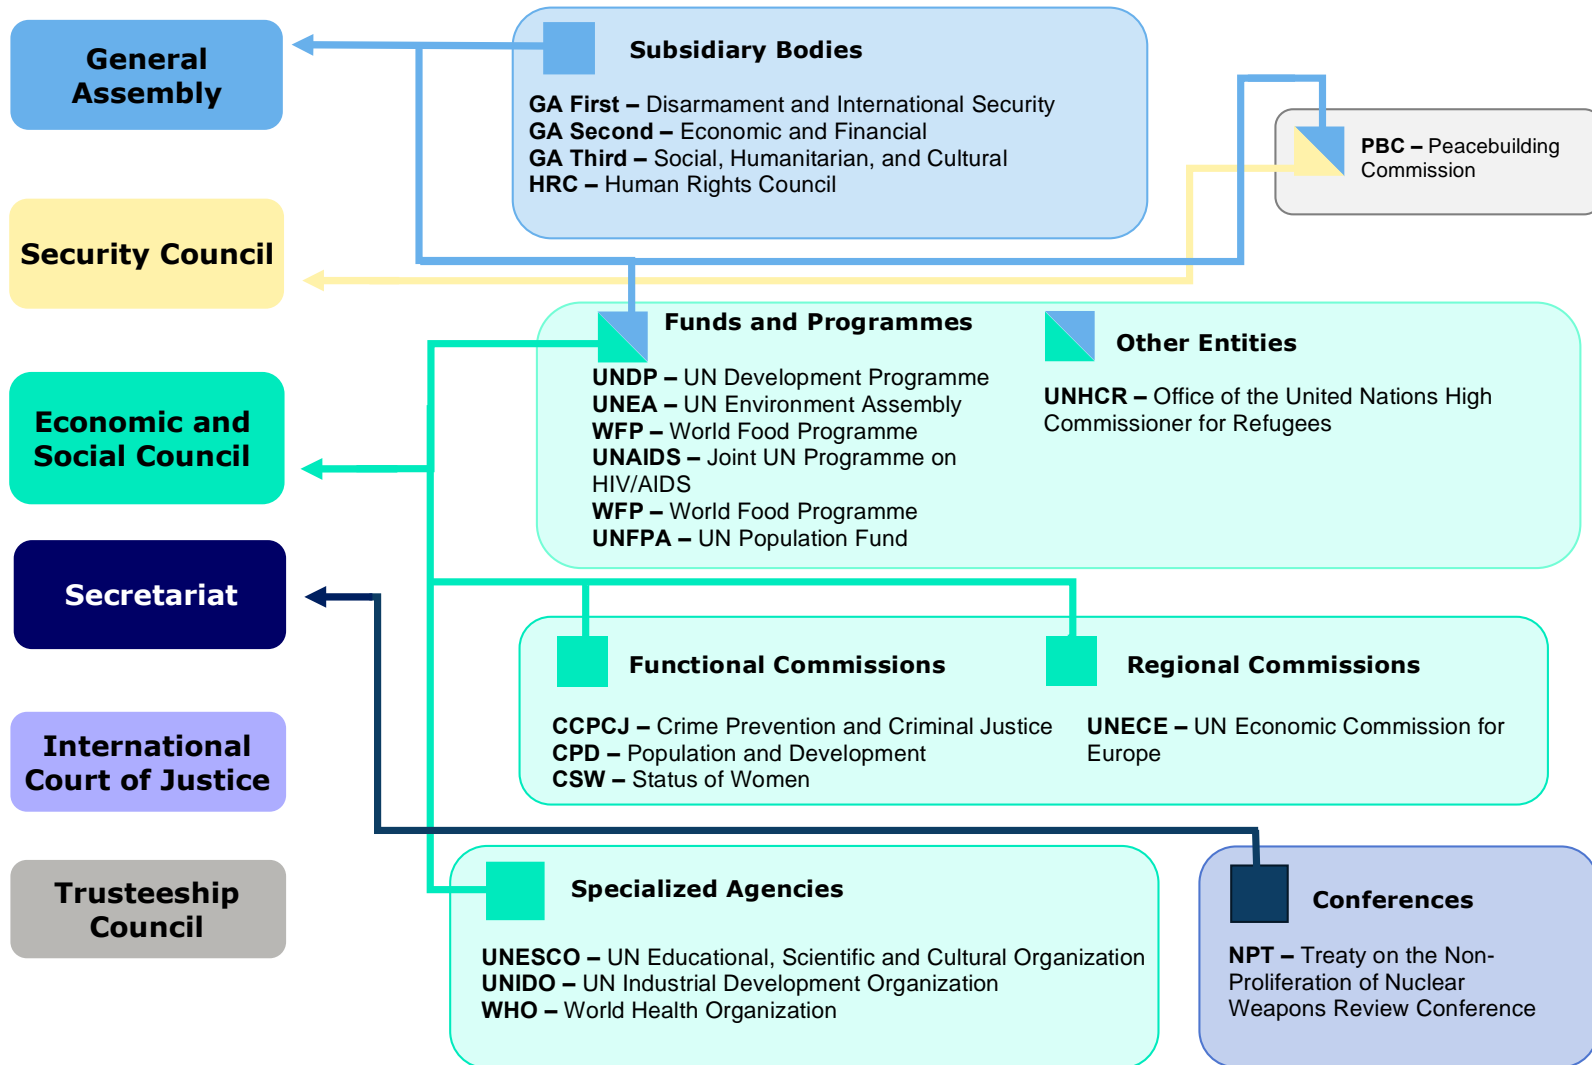 General
Assembly
Security Council
Economic and
Social Council
Secretariat
International
Court of Justice
Trusteeship
Council
Subsidiary Bodies
GA First – Disarmament and International Security
GA Second – Economic and Financial
GA Third – Social, Humanitarian, and Cultural
HRC – Human Rights Council
PBC – Peacebuilding
Commission
Funds and Programmes
UNDP – UN Development Programme
UNEA – UN Environment Assembly
WFP – World Food Programme
UNAIDS – Joint UN Programme on
HIV/AIDS
WFP – World Food Programme
UNFPA – UN Population Fund
Other Entities
UNHCR – Office of the United Nations High
Commissioner for Refugees
Functional Commissions
CCPCJ – Crime Prevention and Criminal Justice
CPD – Population and Development
CSW – Status of Women
Regional Commissions
UNECE – UN Economic Commission for
Europe
Specialized Agencies
UNESCO – UN Educational, Scientific and Cultural Organization
UNIDO – UN Industrial Development Organization
WHO – World Health Organization
Conferences
NPT – Treaty on the Non-
Proliferation of Nuclear
Weapons Review Conference